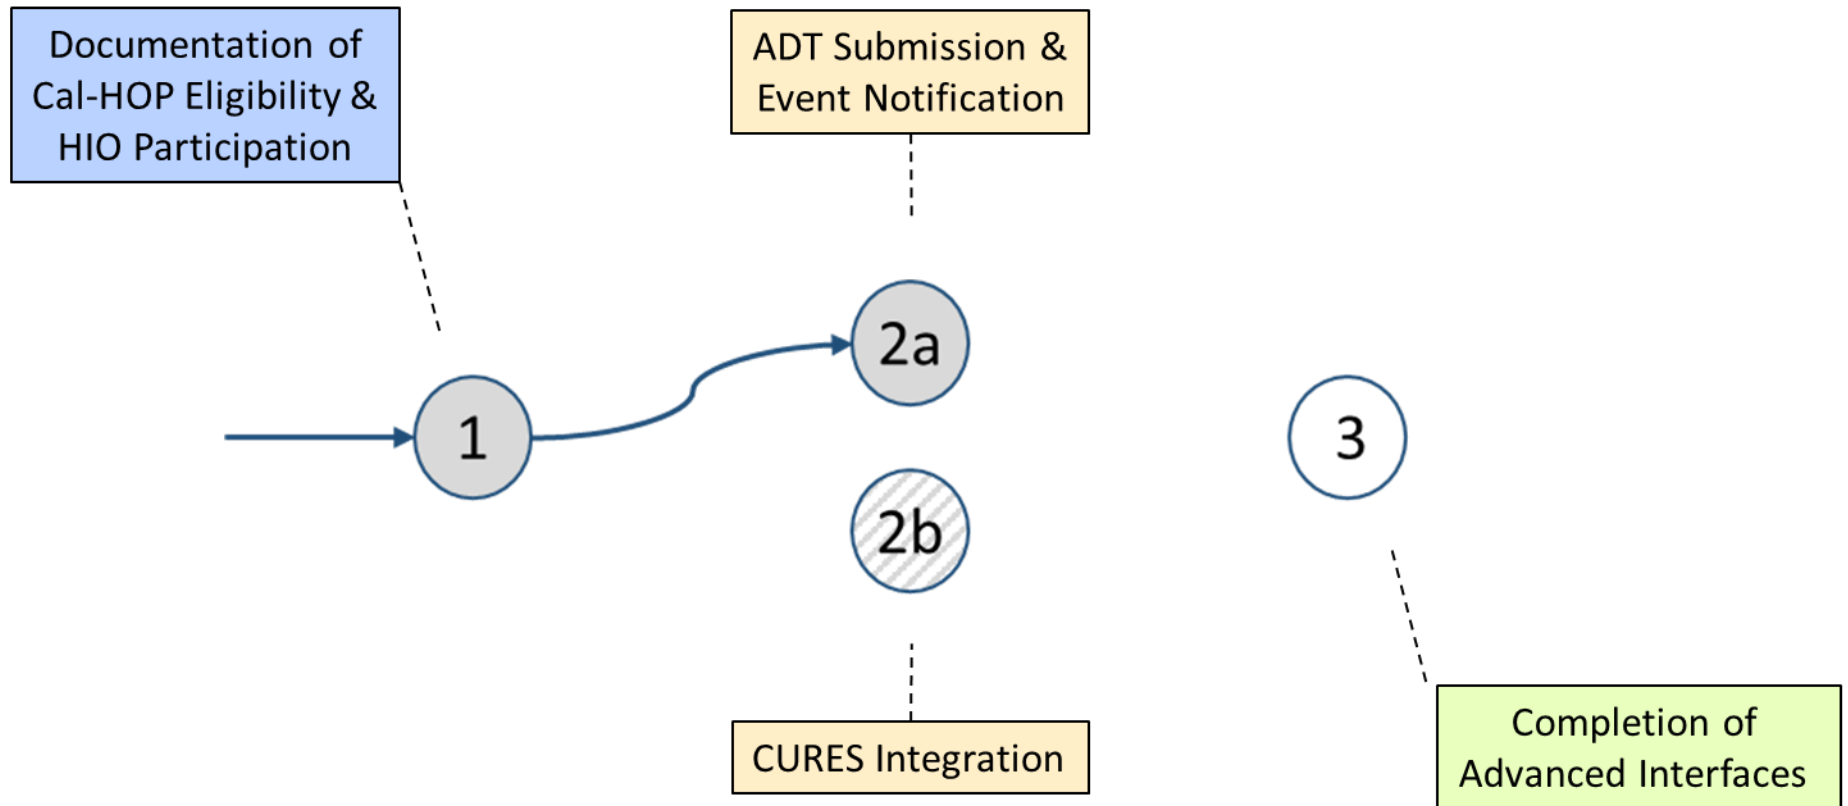 Documentation of
Cal-HOP Eligibility &
HIO Participation
ADT Submission &
Event Notification
1
2a
2b
3
CURES Integration
Completion of
Advanced Interfaces